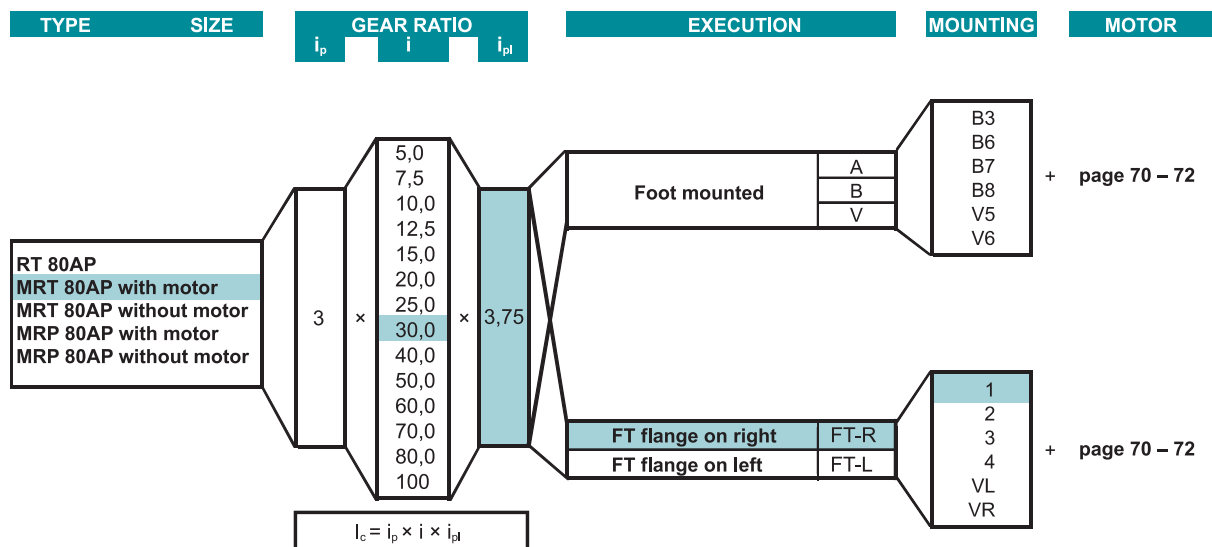 TYPE SIZE GEAR RATIO EXECUTION MOUNTING MOTOR
ip i ipl
RT 80AP
MRT 80AP with motor
MRT 80AP without motor
MRP 80AP with motor
MRP 80AP without motor
3
×
5,0
7,5
10,0
12,5
15,0
20,0
25,0
30,0
40,0
50,0
60,0
70,0
80,0
100
×
3,75
Ic = ip × i × ipl
Foot mounted
A
B
V
B3
B6
B7
B8
V5
V6
+ page 70 – 72
FT flange on right FT-R
FT flange on left FT-L
1
2
3
4
VL
VR
+ page 70 – 72